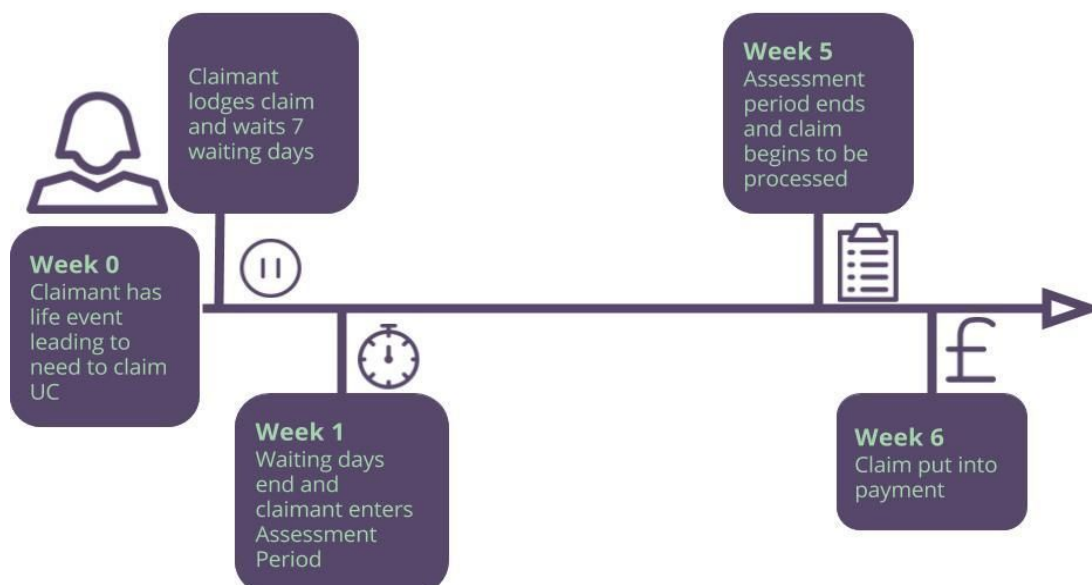 Week 0
Claimant has
life event
leading to
need to claim
UC
Claimant
lodges claim
and waits 7
waiting days
Week 1
Waiting days
end and
claimant enters
Assessment
Period
Week 5
Assessment
period ends
and claim
begins to be
processed
£
Week 6
Claim put into
payment